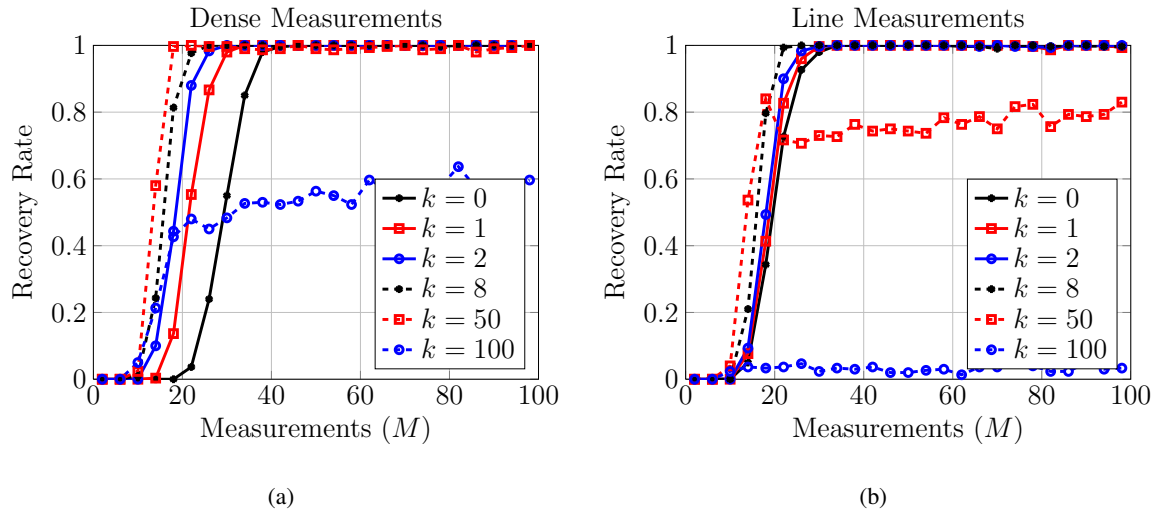 Dense Measurements
1
0.8
0.6
0.4
0.2
0
0 20 40 60 80 100
Recovery Rate
Measurements (M)
k = 0
k = 1
k = 2
k = 8
k = 50
k = 100
(a)
Line Measurements
1
0.8
0.6
0.4
0.2
0
0 20 40 60 80 100
Recovery Rate
Measurements (M)
k = 0
k = 1
k = 2
k = 8
k = 50
k = 100
(b)